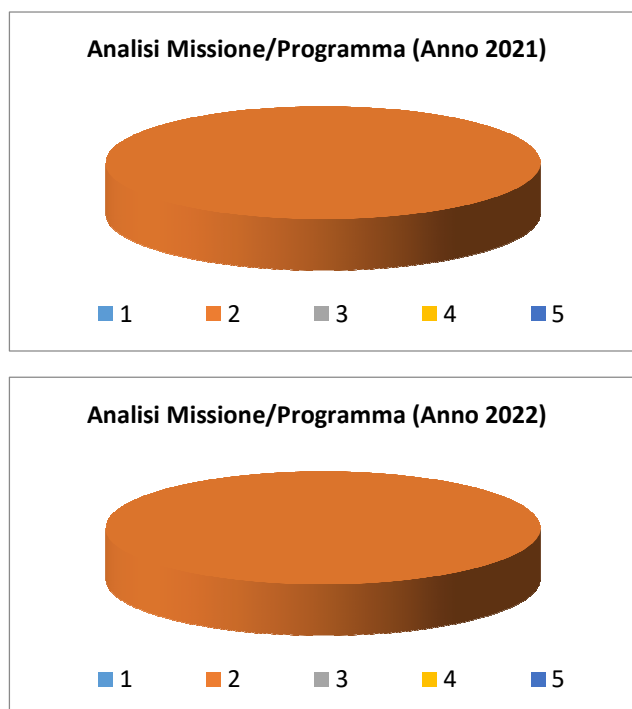 Analisi Missione/Programma (Anno 2021)
1 2 3 4 5
Analisi Missione/Programma (Anno 2022)
1 2 3 4 5